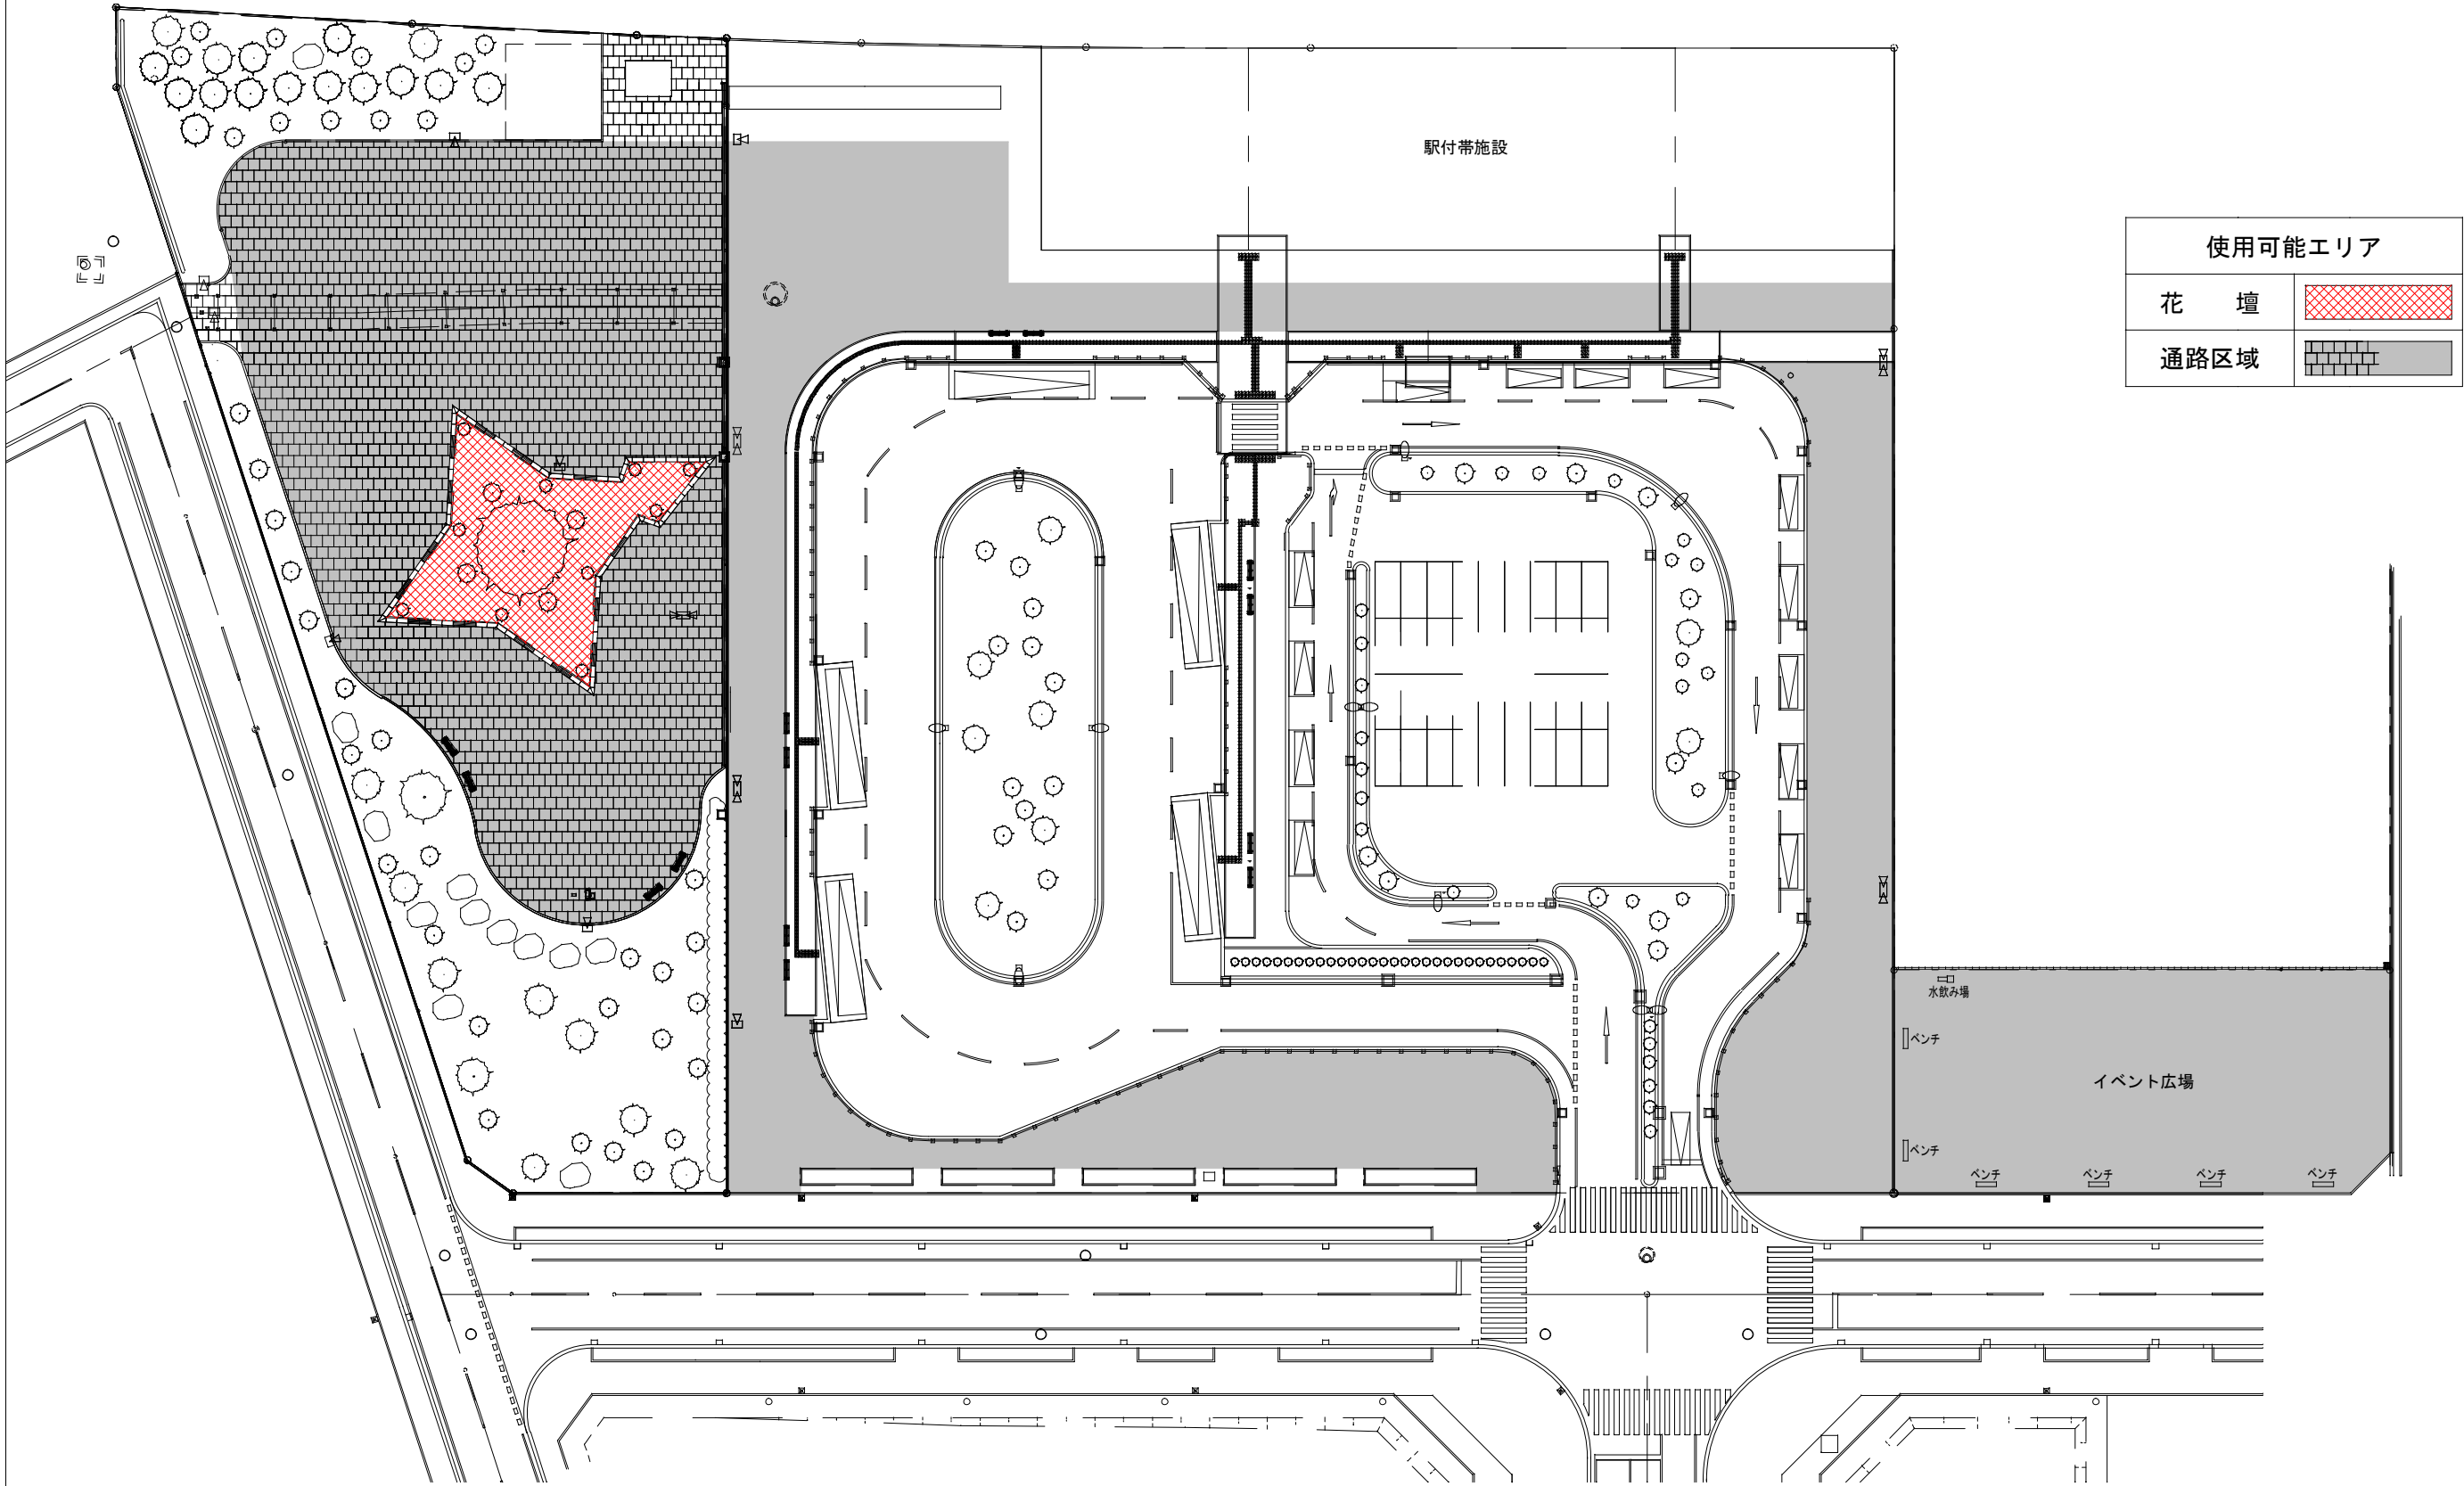 駅付帯施設
使用可能エリア
花　壇
通路区域
水飲み場
ベンチ
イベント広場
ベンチ
ベンチ
ベンチ
ベンチ
ベンチ